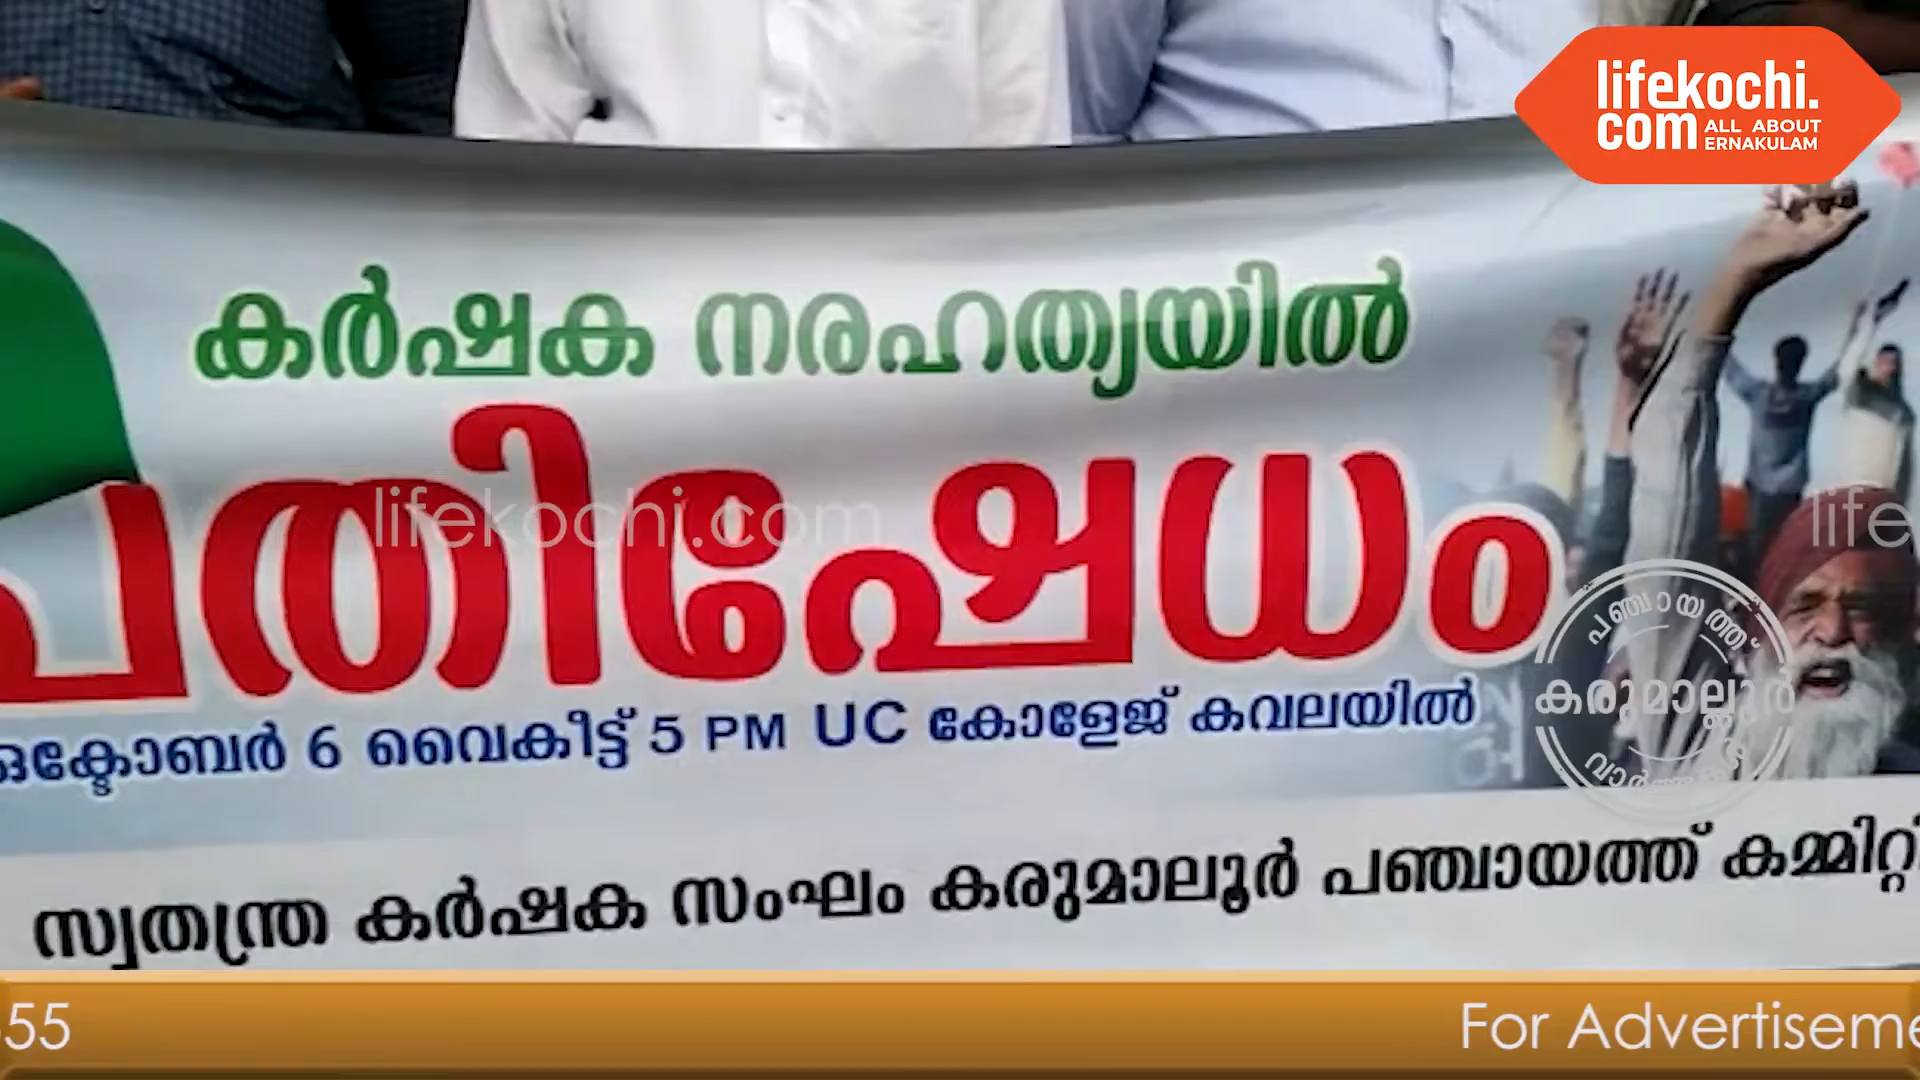 lifekochi.
com ALL ABOUT
ERNAKULAM
കർഷക നരഹത്യയിൽ
പതിഷേധം
lifekochi.com
life
ഒക്ടോബർ 6 വൈകീട്ട് 5 PM UC കോളേജ് കവലയിൽ
പഞ്ചായത്ത്
കരുമാല്ലൂർ
സ്വതന്ത്ര കർഷക സംഘം കരുമാലൂർ പഞ്ചായത്ത് കമ്മിറ്റി
55
For Advertiseme